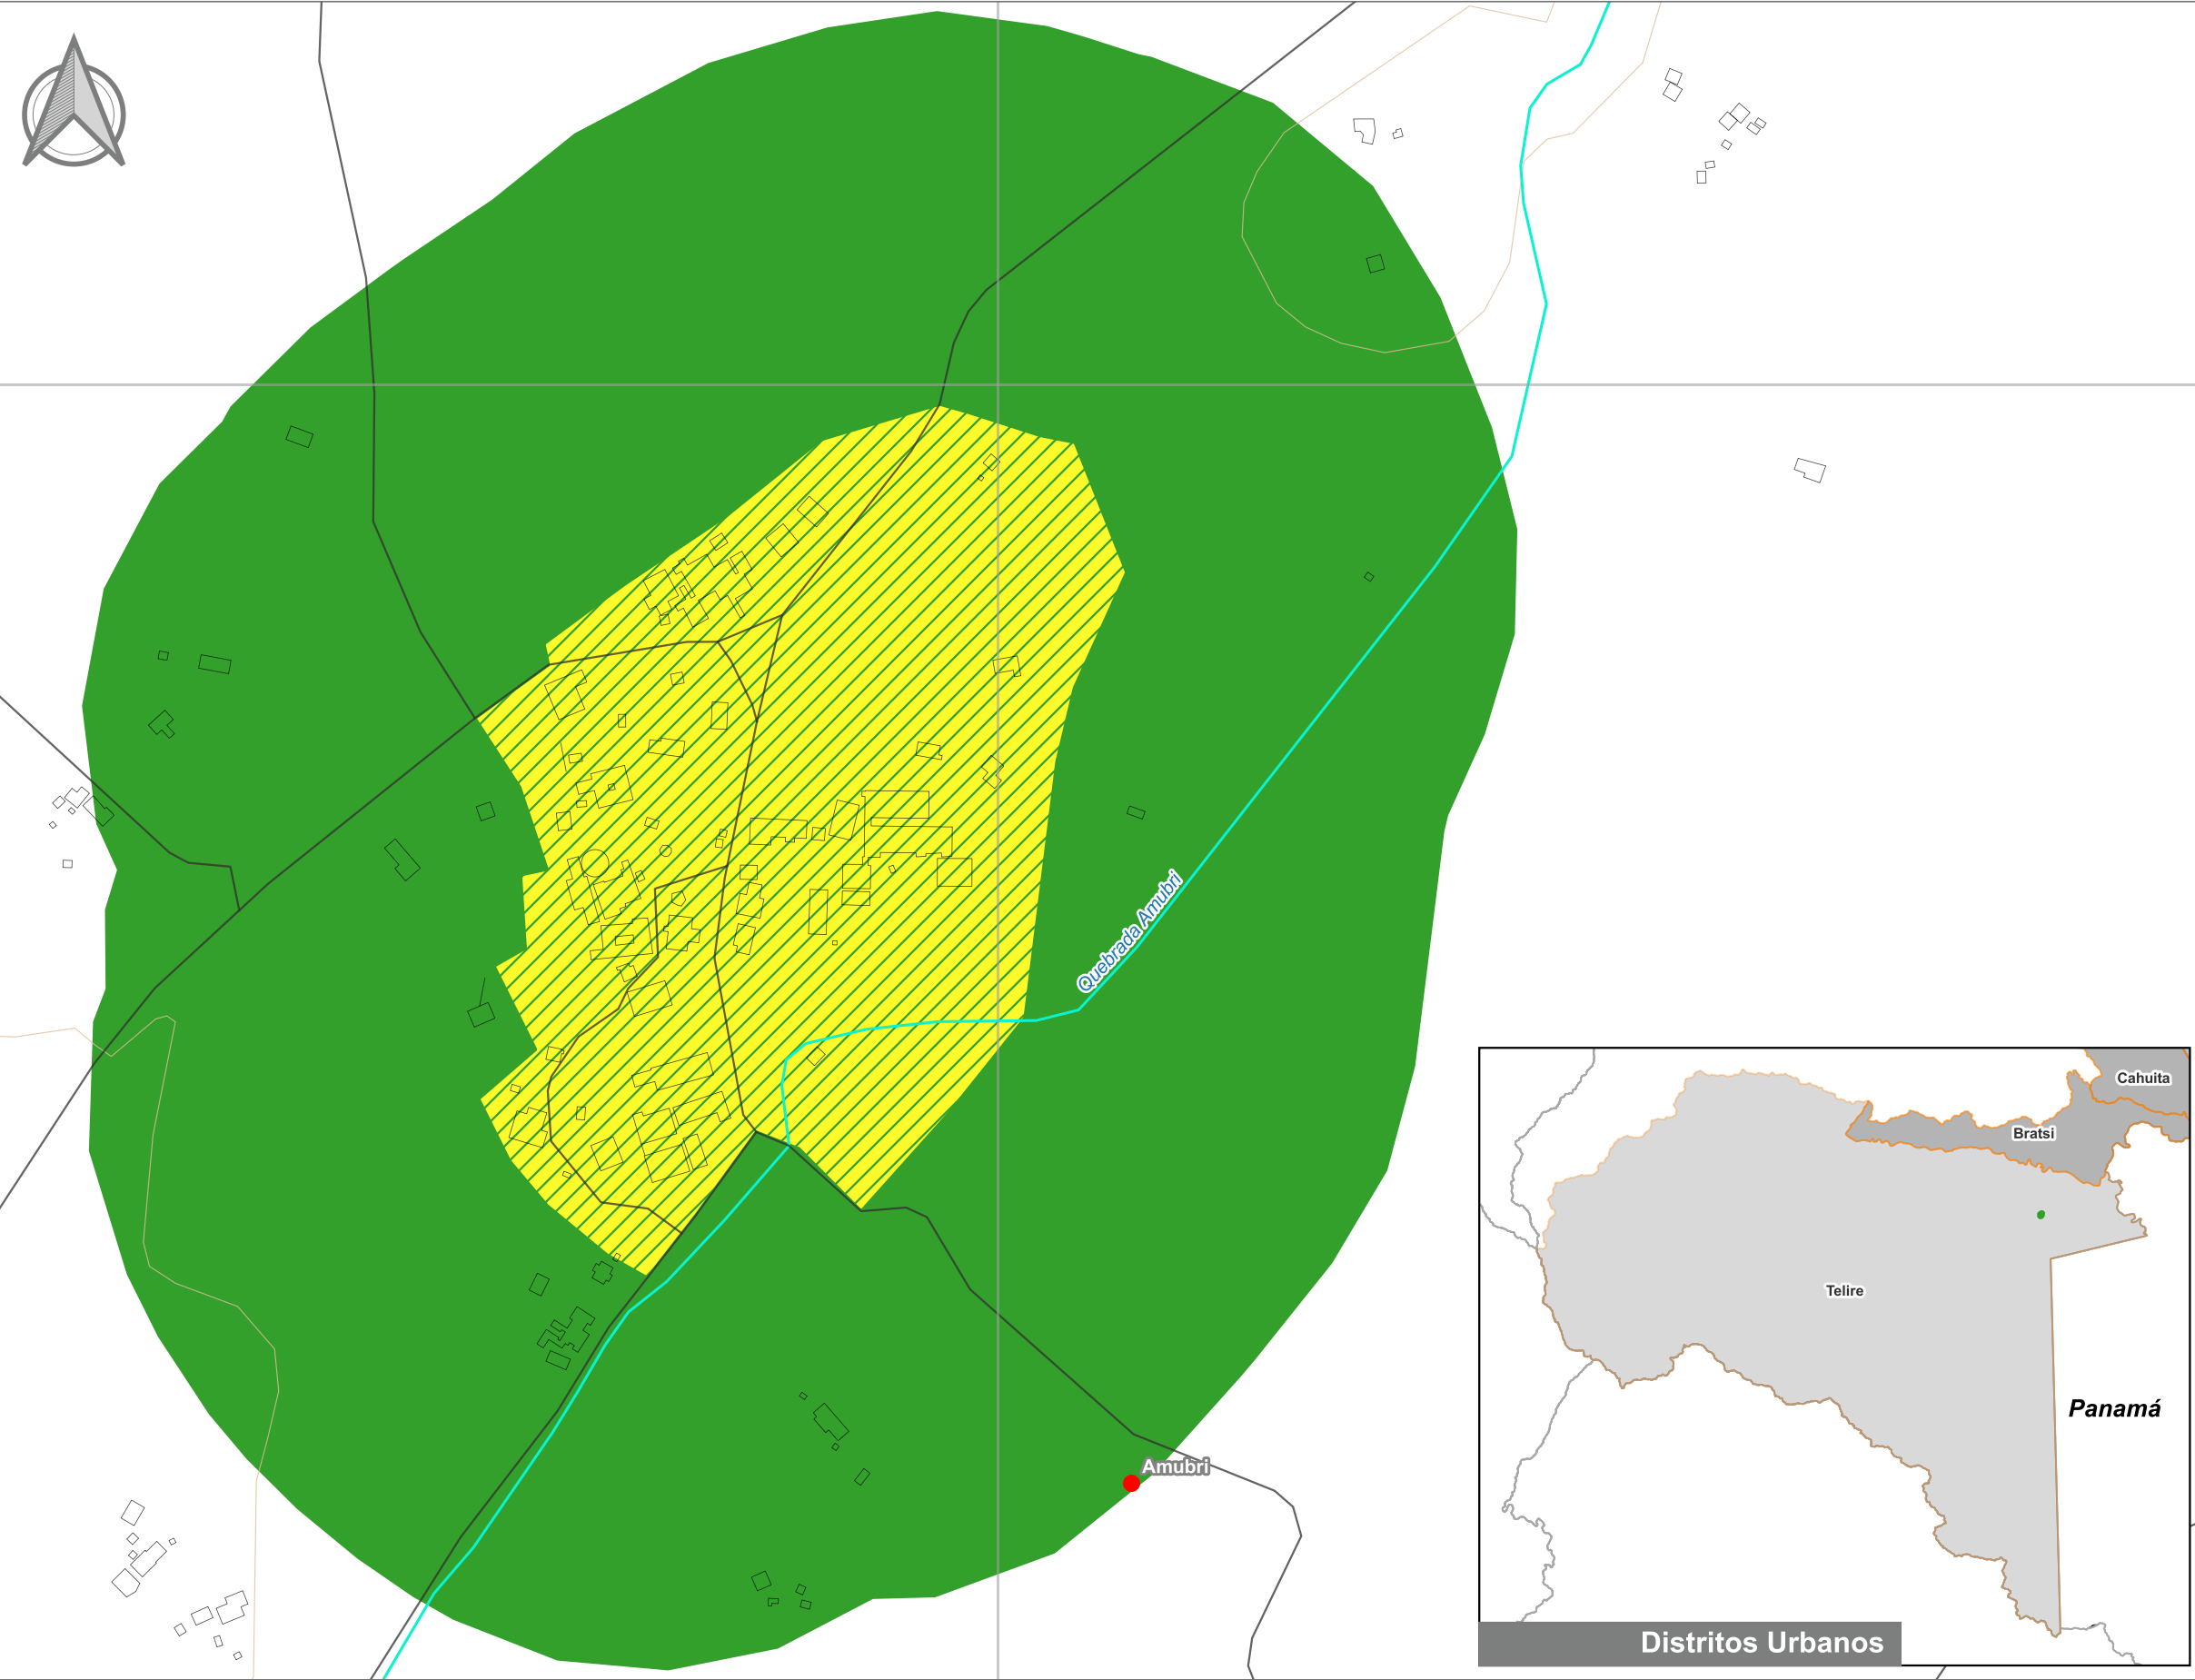 Quebrada Amubri
Amubri
Cahuita
Bratsi
Telire
Panamá
Distritos Urbanos